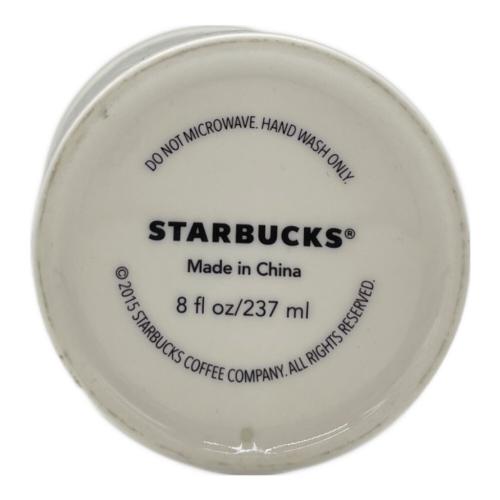 DO NOT MICROWAVE. HAND WASH ONLY.
STARBUCKS®
Made in China
8 fl oz/237 ml
©2015 STARBUCKS COFFEE COMPANY. ALL RIGHTS RESERVED.